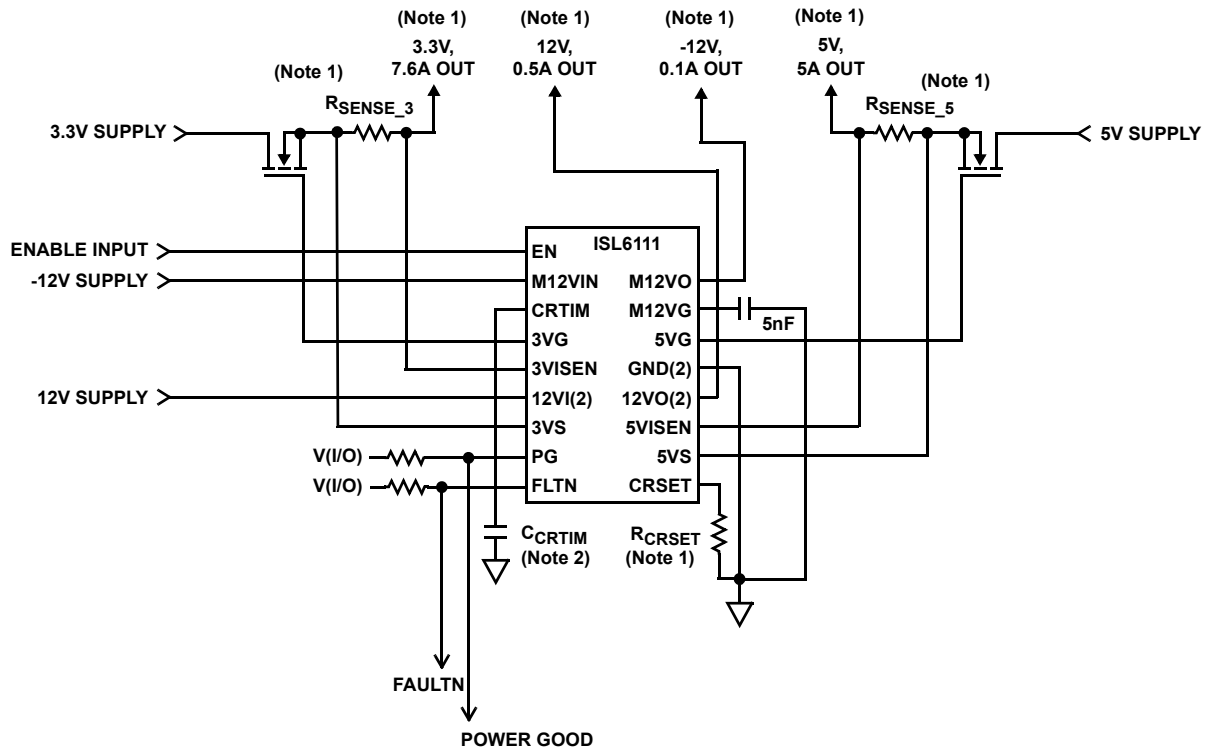 (Note 1)
3.3V,
7.6A OUT
(Note 1)
12V,
0.5A OUT
(Note 1)
-12V,
0.1A OUT
(Note 1)
5V,
5A OUT
(Note 1)
RSENSE_3
(Note 1)
RSENSE_5
3.3V SUPPLY
5V SUPPLY
ENABLE INPUT
-12V SUPPLY
12V SUPPLY
V(I/O)
V(I/O)
ISL6111
EN
M12VIN
CRTIM
3VG
3VISEN
12VI(2)
3VS
PG
FLTN
M12VO
M12VG
5VG
GND(2)
12VO(2)
5VISEN
5VS
CRSET
5nF
CCRTIM
(Note 2)
RCRSET
(Note 1)
FAULTN
POWER GOOD